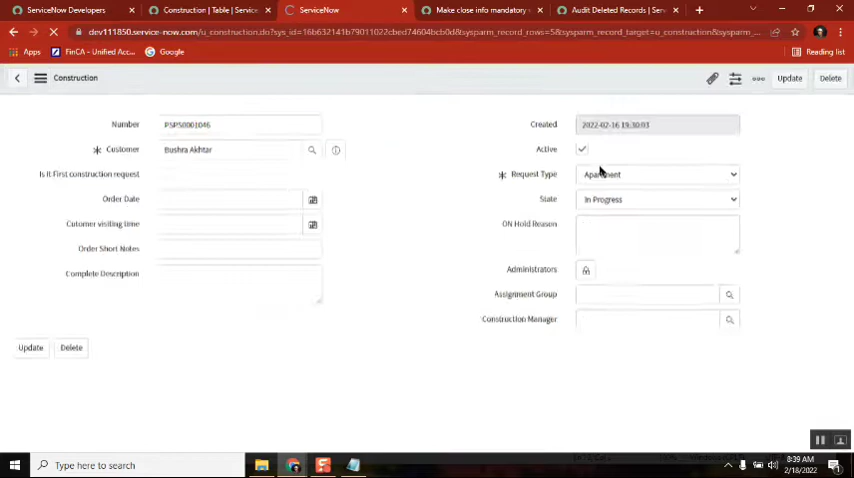 ServiceNow Developers
Construction | Table | Service
ServiceNow
Make close info mandatory
Audit Deleted Records | Serv
dev111850.service-now.com/u_construction.do?sys_id=16b632141b79011022cbed74604bcb0d&sysparm_record_rows=5&sysparm_record_target=u_construction&sysparm_...
Apps
FinCA - Unified Acc...
Google
Reading list
Construction
Update
Delete
Number
PSPS0001046
Customer
Bushra Akhtar
Is It First construction request
Order Date
Cutomer visiting time
Order Short Notes
Complete Description
Created
2022-02-16 19:30:03
Active
Request Type
Apartment
State
In Progress
ON Hold Reason
Administrators
Assignment Group
Construction Manager
Update
Delete
Type here to search
8:39 AM
2/18/2022